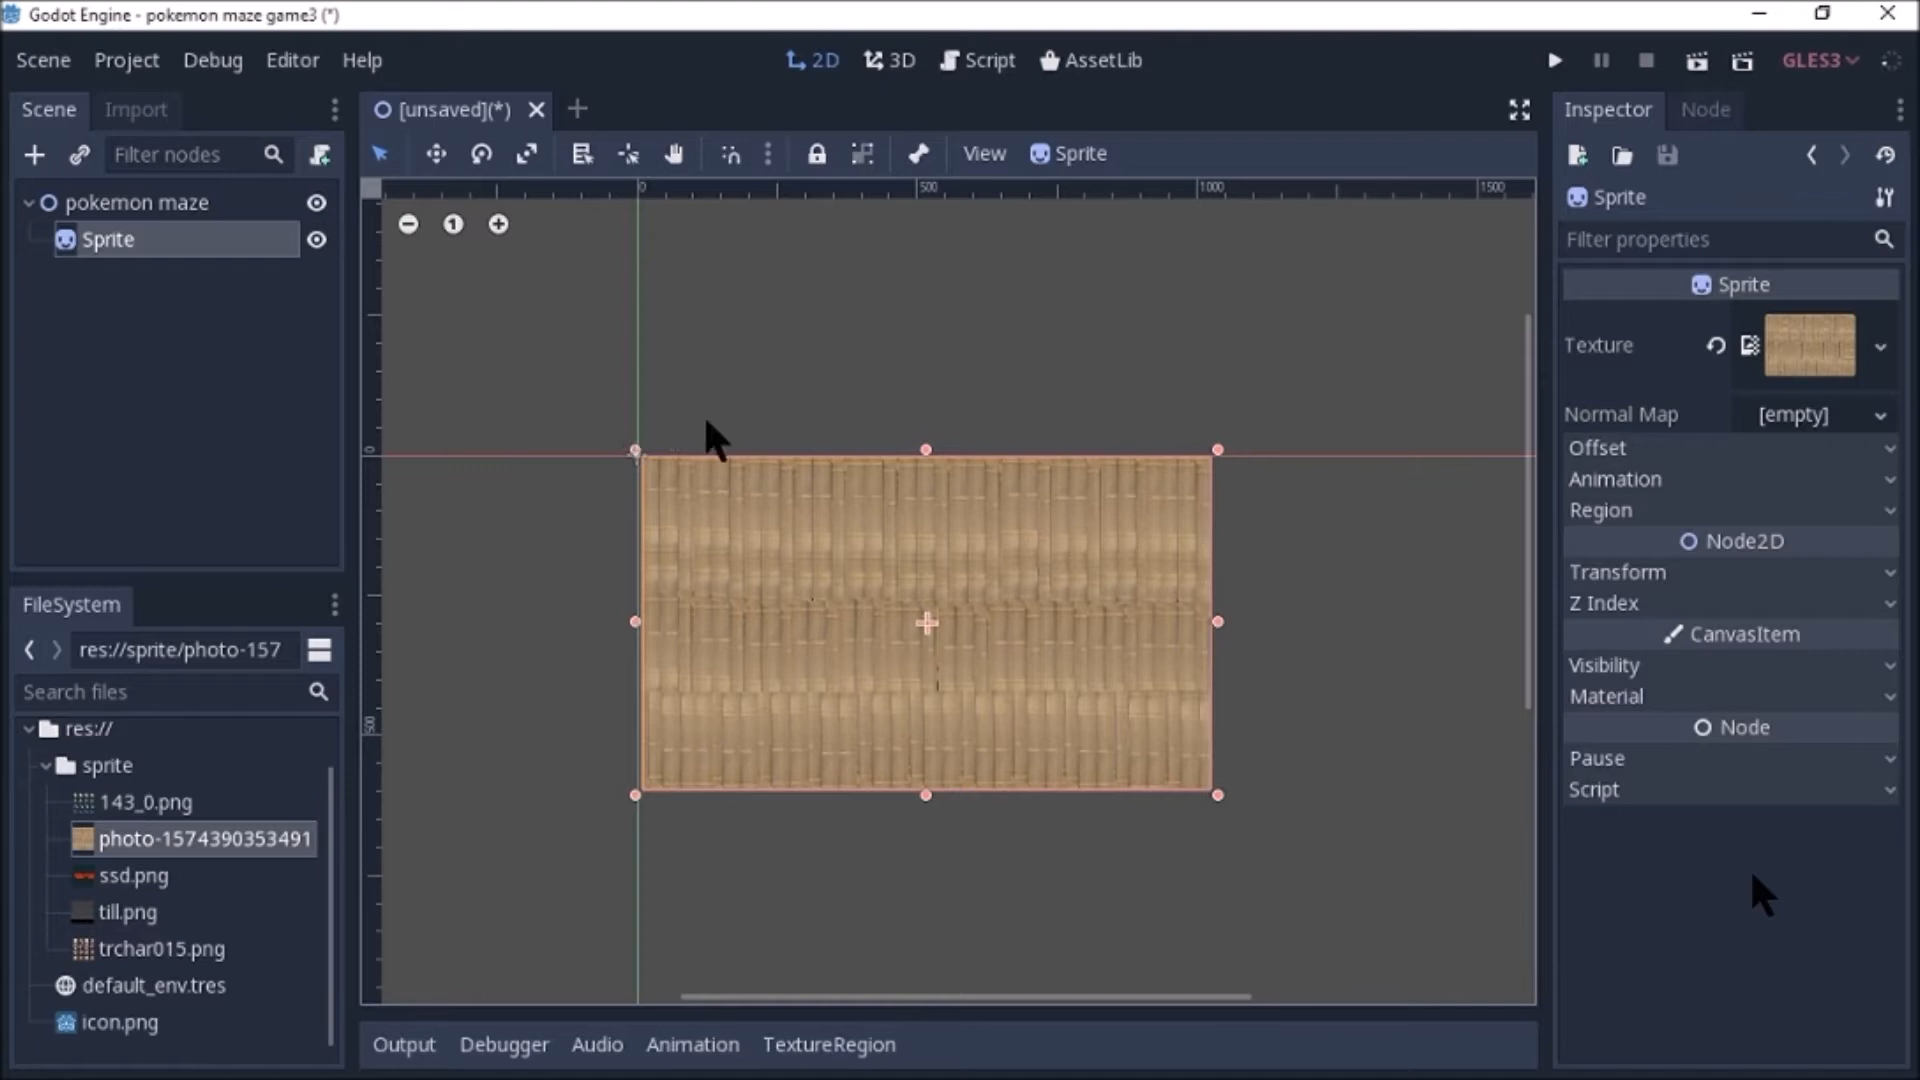 Godot Engine - pokemon maze game3 (*)
Scene Project Debug Editor Help
2D 3D Script AssetLib
GLES3
Scene Import
[unsaved](*)
Inspector Node
Filter nodes
View Sprite
pokemon maze
Sprite
0 500 1000 1500
1
0
500
Sprite
Filter properties
Sprite
Texture
Normal Map [empty]
Offset
Animation
Region
Node2D
Transform
Z Index
CanvasItem
Visibility
Material
Node
Pause
Script
FileSystem
res://sprite/photo-157
Search files
res://
sprite
143_0.png
photo-1574390353491
ssd.png
till.png
trchar015.png
default_env.tres
icon.png
Output Debugger Audio Animation TextureRegion